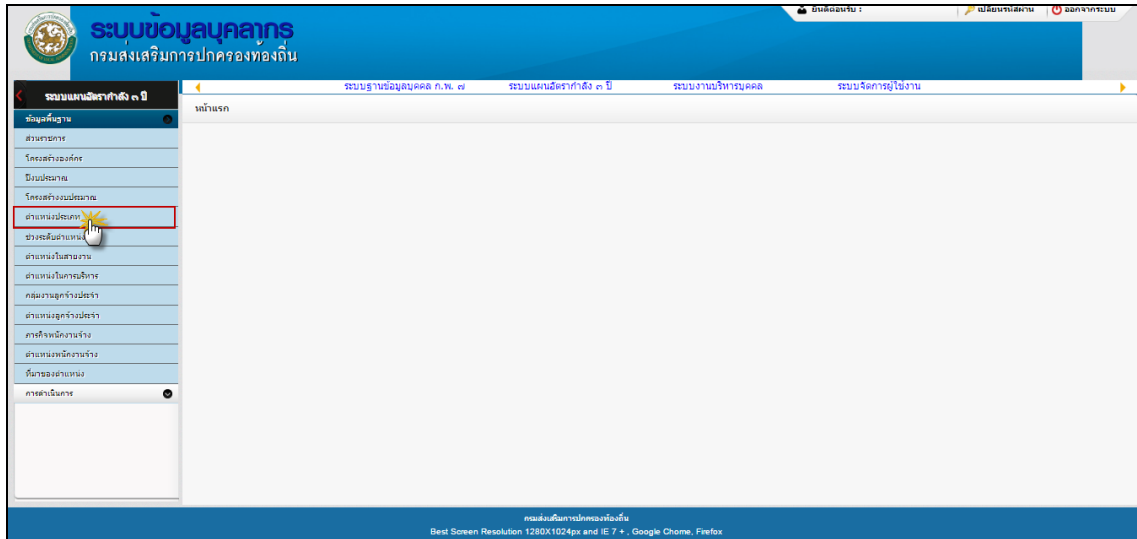 ระบบข้อมูลบุคลากร
กรมส่งเสริมการปกครองท้องถิ่น
ยินดีต้อนรับ :
เปลี่ยนรหัสผ่าน
ออกจากระบบ
ระบบแผนอัตรากำลัง ๓ ปี
ระบบฐานข้อมูลบุคคล ก.พ. ๗
ระบบแผนอัตรากำลัง ๓ ปี
ระบบงานบริหารบุคคล
ระบบจัดการผู้ใช้งาน
หน้าแรก
ข้อมูลพื้นฐาน
ส่วนราชการ
โครงสร้างองค์กร
ปีงบประมาณ
โครงสร้างงบประมาณ
ตำแหน่งประเภท
ช่วงระดับตำแหน่ง
ตำแหน่งในสายงาน
ตำแหน่งในการบริหาร
กลุ่มงานลูกจ้างประจำ
ตำแหน่งลูกจ้างประจำ
ภารกิจพนักงานจ้าง
ตำแหน่งพนักงานจ้าง
ที่มาของตำแหน่ง
การดำเนินการ
กรมส่งเสริมการปกครองท้องถิ่น
Best Screen Resolution 1280X1024px and IE 7 + , Google Chome, Firefox